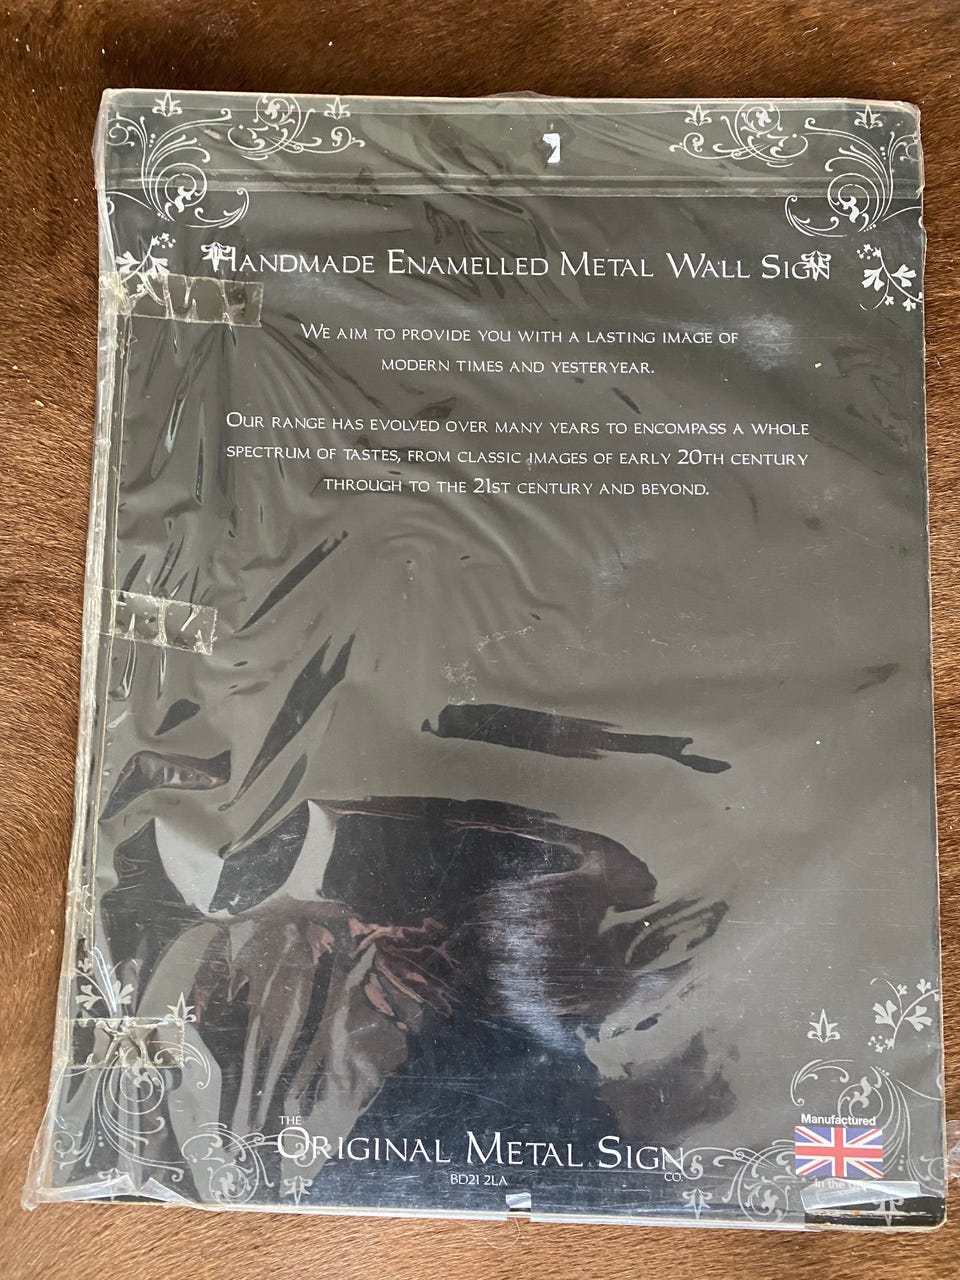 HANDMADE ENAMELLED METAL WALL SIGN
WE AIM TO PROVIDE YOU WITH A LASTING IMAGE OF
MODERN TIMES AND YESTERYEAR.
OUR RANGE HAS EVOLVED OVER MANY YEARS TO ENCOMPASS A WHOLE
SPECTRUM OF TASTES, FROM CLASSIC IMAGES OF EARLY 20TH CENTURY
THROUGH TO THE 21ST CENTURY AND BEYOND.
THE
ORIGINAL METAL SIGN
CO.
BD21 2LA
Manufactured
in the